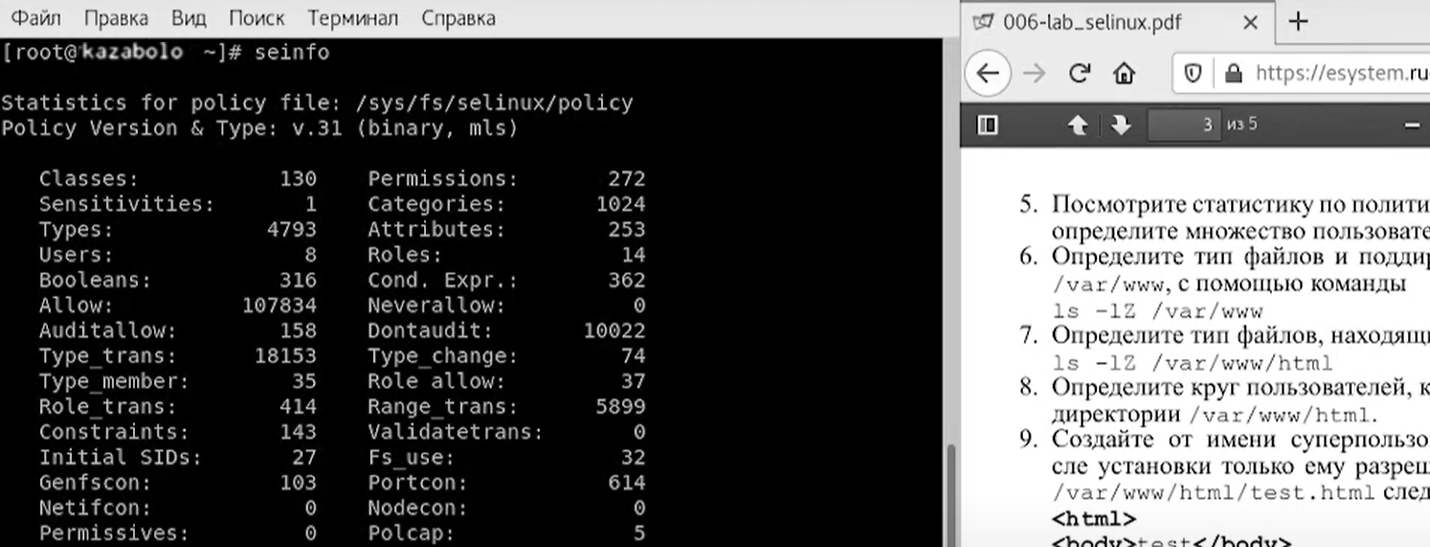 Файл Правка Вид Поиск Терминал Справка
[root@kazabolo ~]# seinfo
Statistics for policy file: /sys/fs/selinux/policy
Policy Version & Type: v.31 (binary, mls)
Classes: 130 Permissions: 272
Sensitivities: 1 Categories: 1024
Types: 4793 Attributes: 253
Users: 8 Roles: 14
Booleans: 316 Cond. Expr.: 362
Allow: 107834 Neverallow: 0
Auditallow: 158 Dontaudit: 10022
Type_trans: 18153 Type_change: 74
Type_member: 35 Role allow: 37
Role_trans: 414 Range_trans: 5899
Constraints: 143 Validatetrans: 0
Initial SIDs: 27 Fs_use: 32
Genfscon: 103 Portcon: 614
Netifcon: 0 Nodecon: 0
Permissives: 0 Polcap: 5
006-lab_selinux.pdf
https://esystem.ru
3 из 5
5. Посмотрите статистику по полити
определите множество пользовате
6. Определите тип файлов и поддир
/var/www, с помощью команды
ls -lZ /var/www
7. Определите тип файлов, находящ
ls -lZ /var/www/html
8. Определите круг пользователей, к
директории /var/www/html.
9. Создайте от имени суперпользо
сле установки только ему разреш
/var/www/html/test.html след
<html>
<body>test</body>